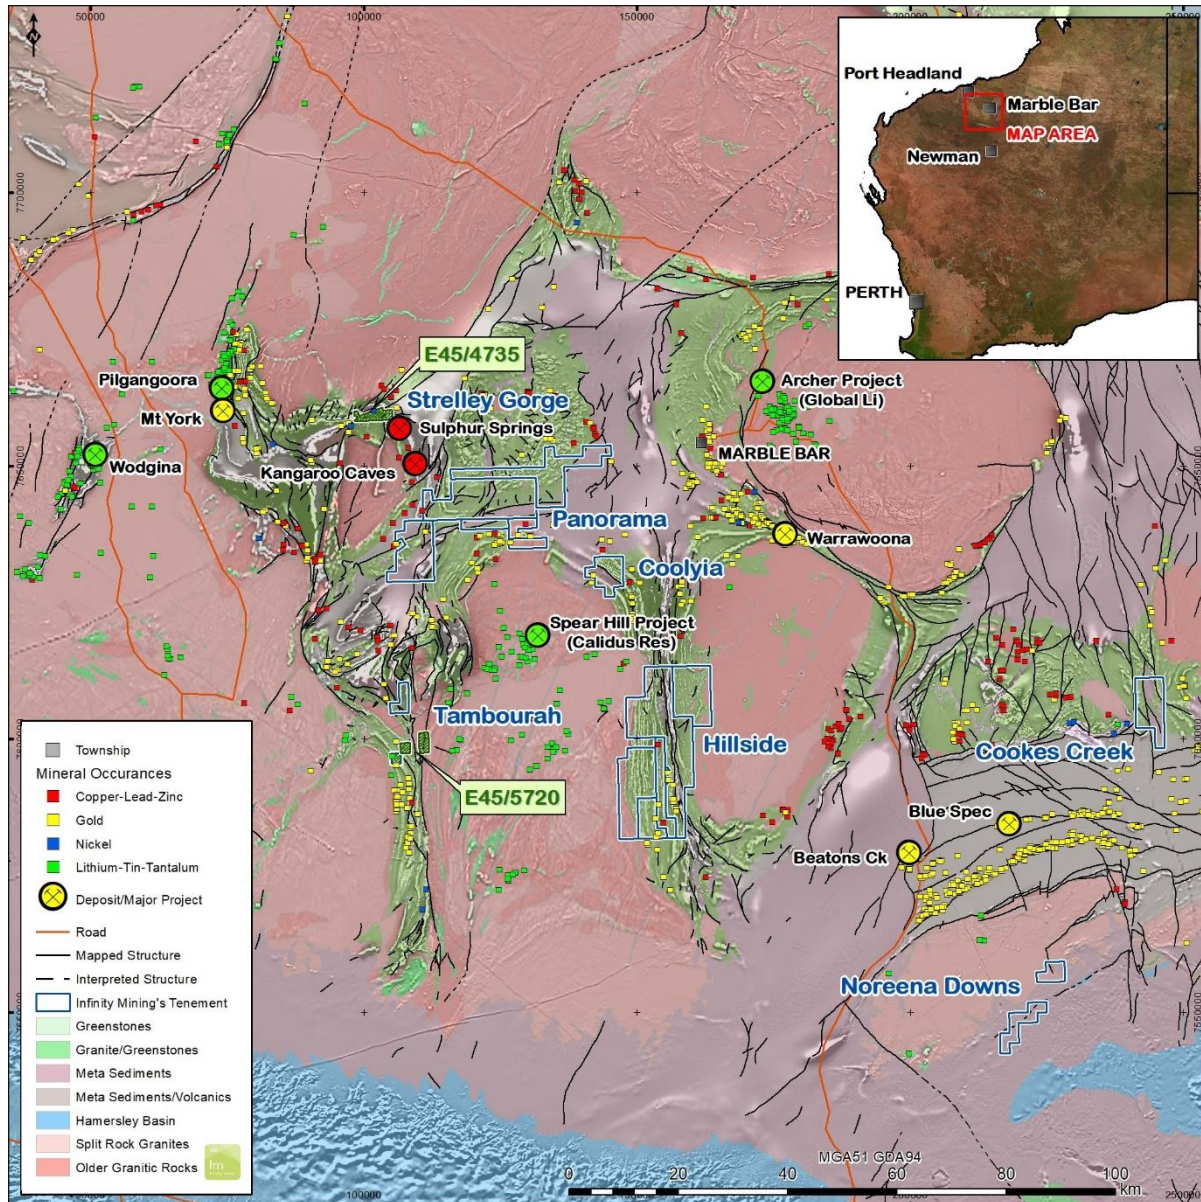 50000
100000
150000
200000
250000
N
7700000
Port Headland
Marble Bar
MAP AREA
Newman
PERTH
E45/4735
Pilgangoora
Strelley Gorge
Archer Project
(Global Li)
Mt York
Sulphur Springs
MARBLE BAR
Wodgina
Kangaroo Caves
7650000
Panorama
Warrawoona
Coolyia
Spear Hill Project
(Calidus Res)
Tambourah
Hillside
Cookes Creek
E45/5720
Blue Spec
Beatons Ck
Noreena Downs
7550000
Township
Mineral Occurances
Copper-Lead-Zinc
Gold
Nickel
Lithium-Tin-Tantalum
Deposit/Major Project
Road
Mapped Structure
Interpreted Structure
Infinity Mining's Tenement
Greenstones
Granite/Greenstones
Meta Sediments
Meta Sediments/Volcanics
Hamersley Basin
Split Rock Granites
Older Granitic Rocks
Im
MGA51 GDA94
0 20 40 60 80 100
km
100000